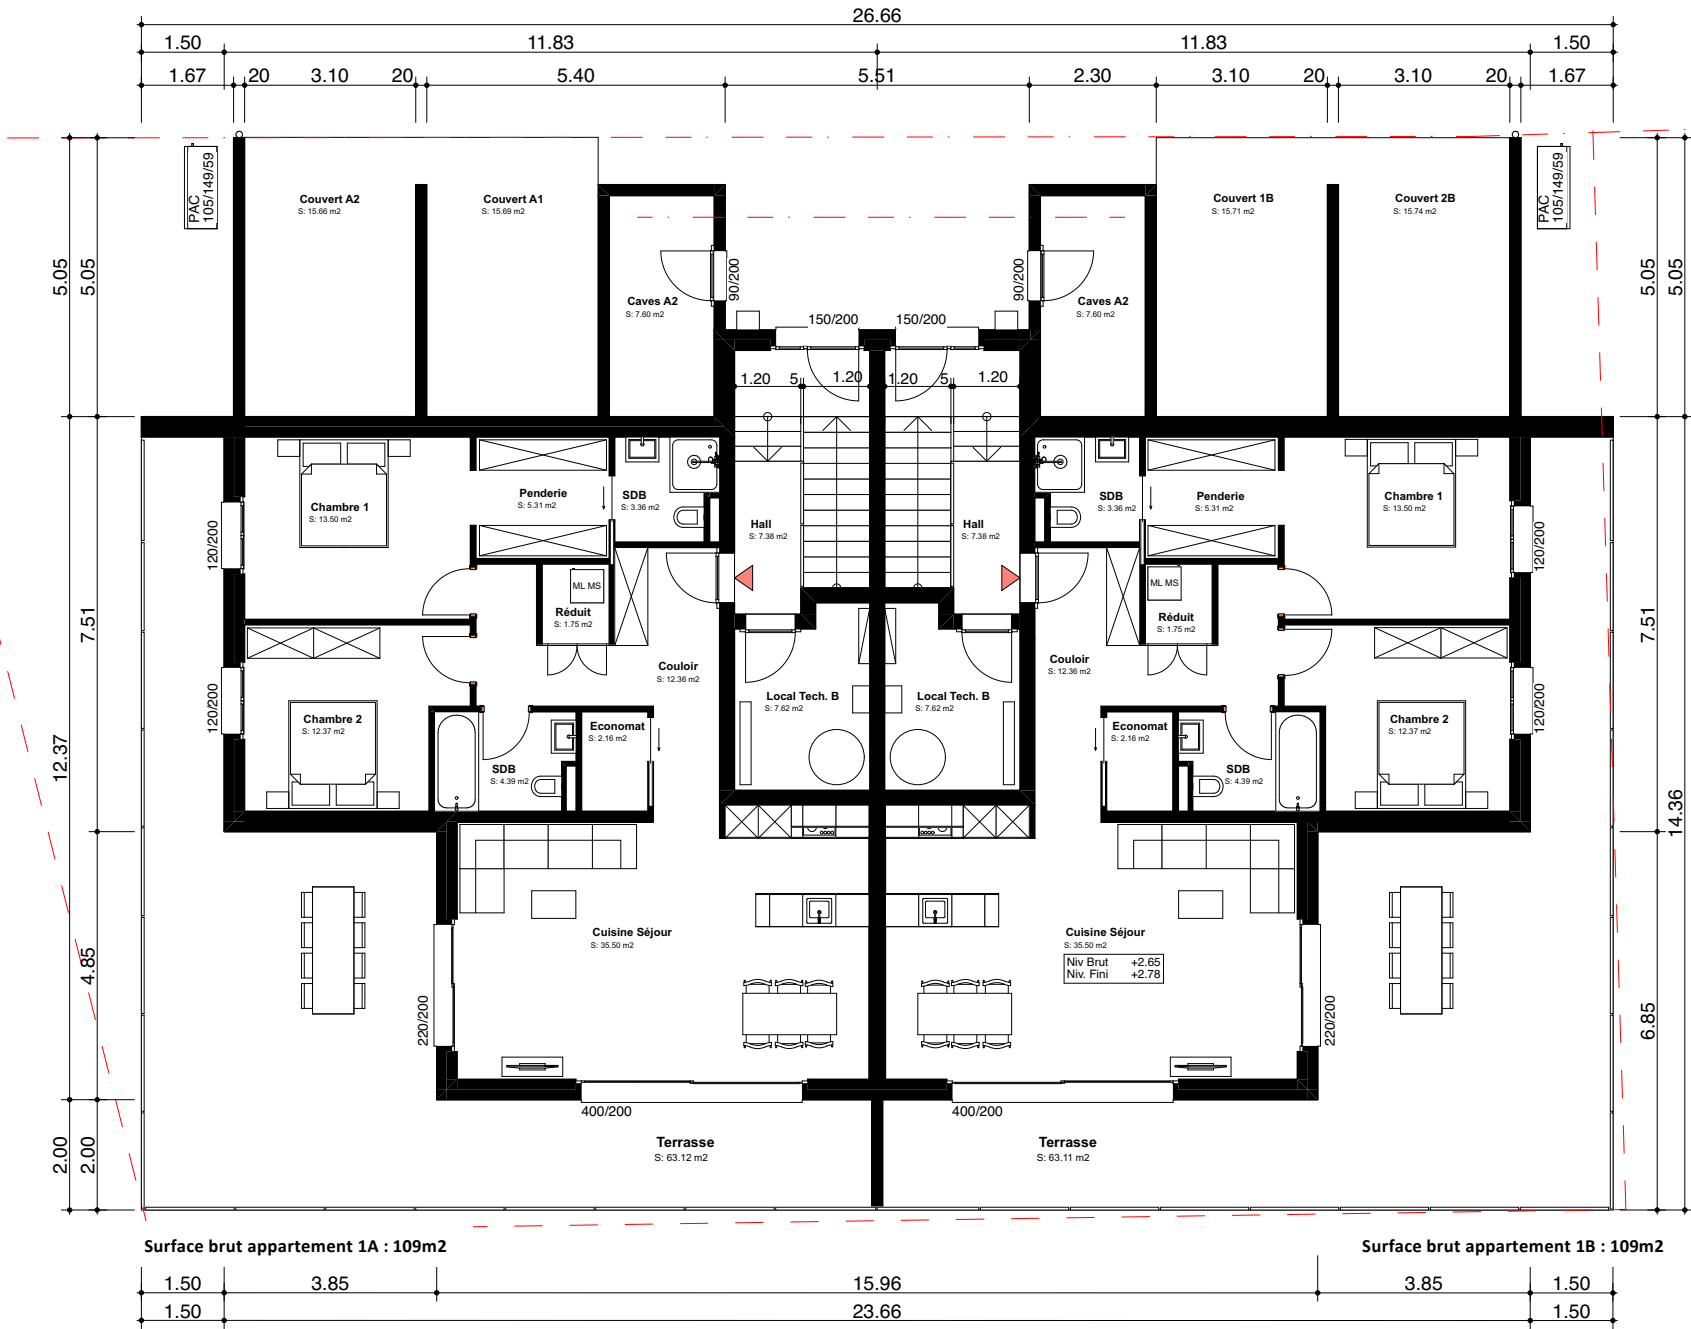 26.66
1.50 11.83 11.83 1.50
1.67 20 3.10 20 5.40 5.51 2.30 3.10 20 3.10 20 1.67
PAC
105/149/59
Couvert A2
S: 15.66 m2
Couvert A1
S: 15.69 m2
Couvert 1B
S: 15.71 m2
Couvert 2B
S: 15.74 m2
PAC
105/149/59
5.05
5.05
Caves A2
S: 7.60 m2
90/200
90/200
Caves A2
S: 7.60 m2
5.05
5.05
150/200 150/200
1.20 5 1.20 1.20 5 1.20
Chambre 1
S: 13.50 m2
Penderie
S: 5.31 m2
SDB
S: 3.36 m2
Hall
S: 7.38 m2
Hall
S: 7.38 m2
SDB
S: 3.36 m2
Penderie
S: 5.31 m2
Chambre 1
S: 13.50 m2
120/200
120/200
ML MS
Réduit
S: 1.75 m2
ML MS
Réduit
S: 1.75 m2
7.51
7.51
Couloir
S: 12.36 m2
Couloir
S: 12.36 m2
120/200
120/200
Local Tech. B
S: 7.62 m2
Local Tech. B
S: 7.62 m2
Chambre 2
S: 12.37 m2
SDB
S: 4.39 m2
Economat
S: 2.16 m2
Economat
S: 2.16 m2
SDB
S: 4.39 m2
Chambre 2
S: 12.37 m2
12.37
14.36
Cuisine Séjour
S: 35.50 m2
Cuisine Séjour
S: 35.50 m2
Niv Brut +2.65
Niv. Fini +2.78
4.85
6.85
220/200
220/200
400/200
400/200
Terrasse
S: 63.12 m2
Terrasse
S: 63.11 m2
2.00
2.00
Surface brut appartement 1A : 109m2
Surface brut appartement 1B : 109m2
1.50 3.85 15.96 3.85 1.50
1.50 23.66 1.50